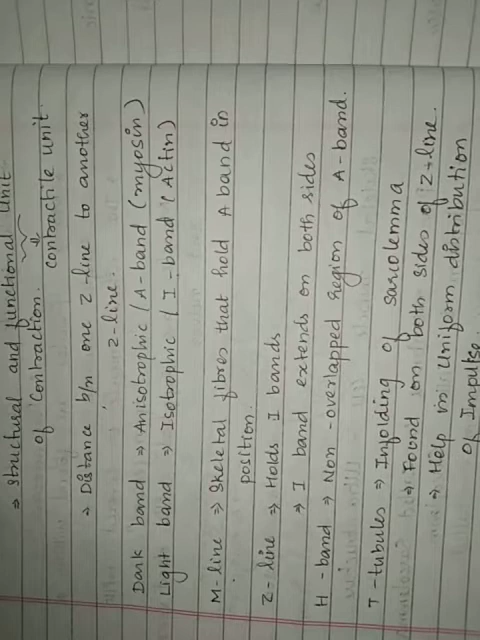 ⇒ structural and functional Unit
of Contraction. ⇓ contractile unit.
⇒ Distance b/n one Z-line to another
Z-line.
Dark band ⇒ Anisotrophic (A-band (myosin)
Light band ⇒ Isotrophic ( I-band (Actin)
M-line ⇒ Skeletal fibres that hold A band in
position.
Z-line ⇒ Holds I bands
⇒ I band extends on both sides
H-band ⇒ Non-overlapped Region of A-band.
T-tubules ⇒ Infolding of sarcolemma
⇒ Found on both sides of Z-line.
⇒ Help in Uniform distribution
of Impulse